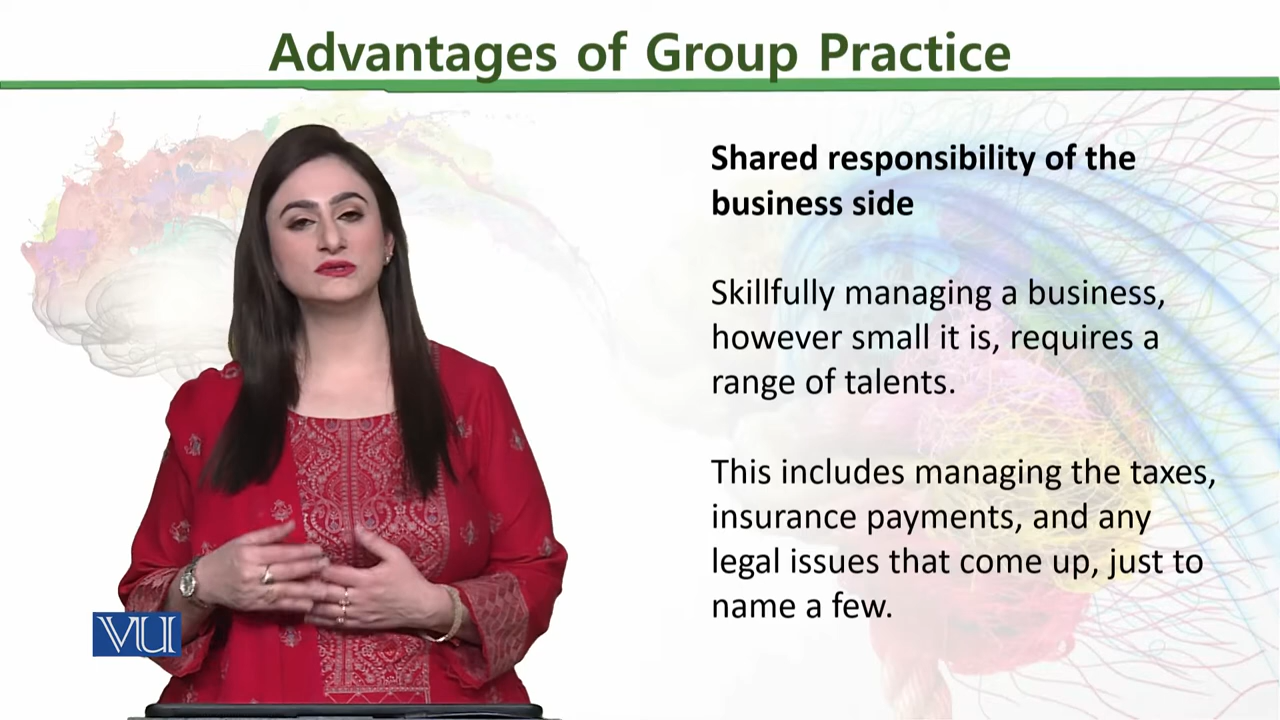 Advantages of Group Practice
Shared responsibility of the
business side
Skillfully managing a business,
however small it is, requires a
range of talents.
This includes managing the taxes,
insurance payments, and any
legal issues that come up, just to
name a few.
VU